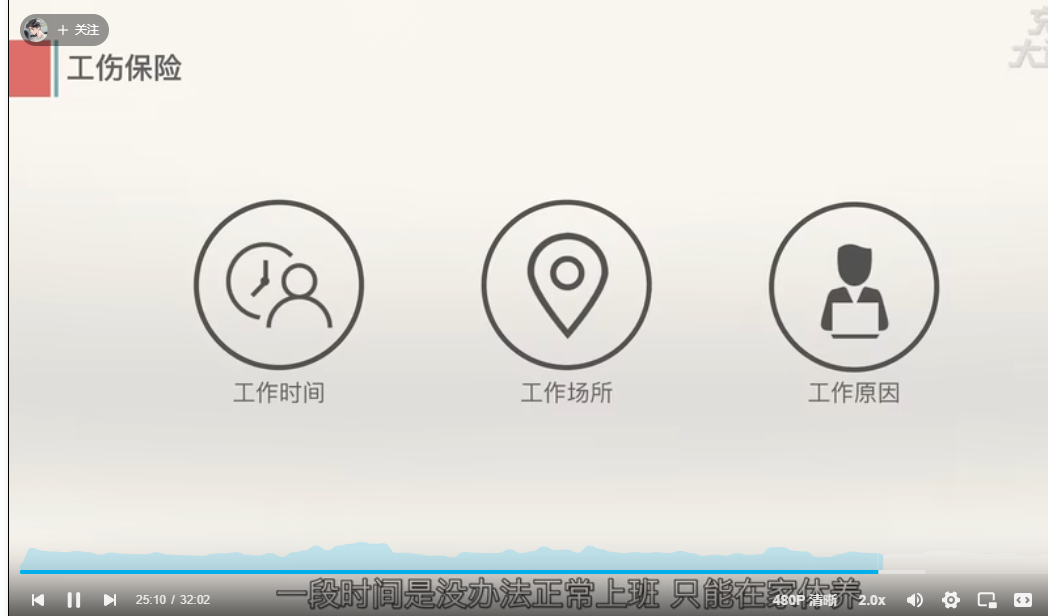 + 关注
工伤保险
工作时间
工作场所
工作原因
一段时间是没办法正常上班 只能在家休养
25:10 / 32:02
480P 清晰
2.0x